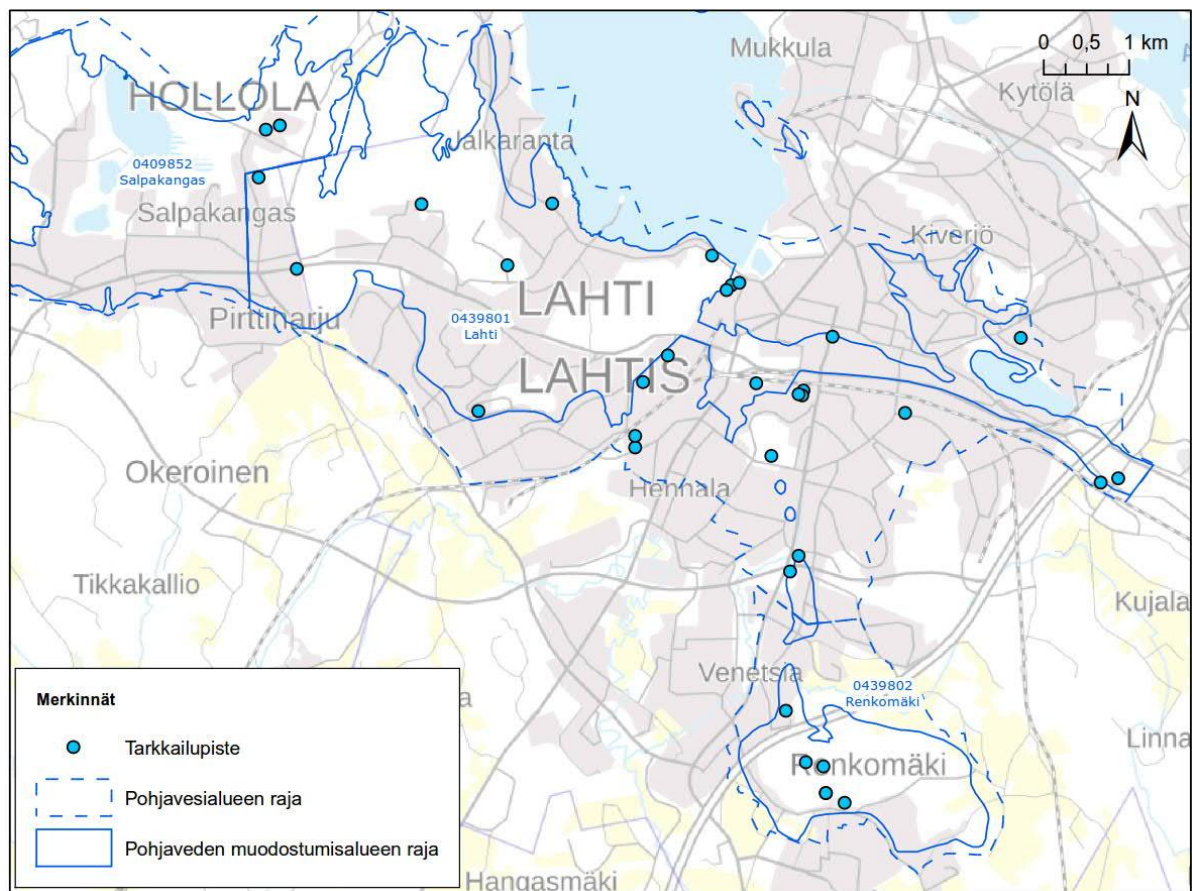 Mukkula
0 0,5 1 km
Kytölä
HOLLOLA
N
Jalkaranta
0409852
Salpakangas
Salpakangas
Kiveriö
LAHTI
Pirttiharju
0439801
Lahti
LAHTIS
Okeroinen
Hennala
Tikkakallio
Kujala
Venetsia
0439802
Renkomäki
Merkinnät
Tarkkailupiste
Linna
Renkomäki
Pohjavesialueen raja
Pohjaveden muodostumisalueen raja
Hangasmäki